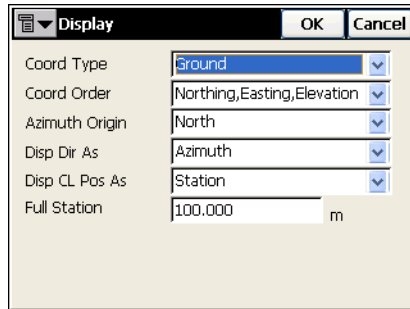 Display OK Cancel
Coord Type Ground
Coord Order Northing,Easting,Elevation
Azimuth Origin North
Disp Dir As Azimuth
Disp CL Pos As Station
Full Station 100.000 m